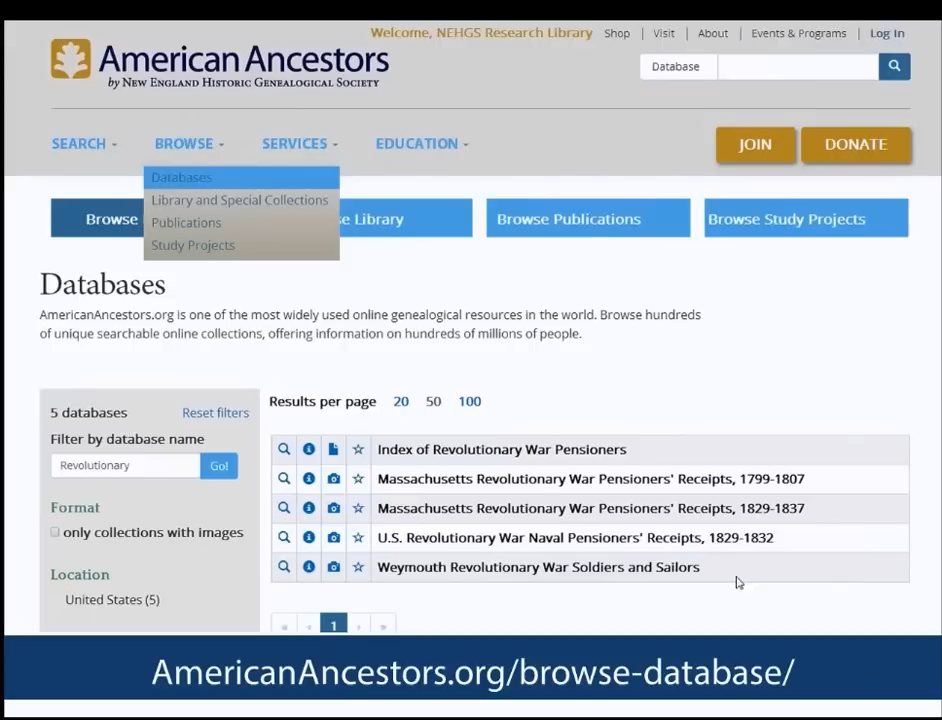 Welcome, NEHGS Research Library Shop | Visit | About | Events & Programs | Log In
American Ancestors
by NEW ENGLAND HISTORIC GENEALOGICAL SOCIETY
Database
SEARCH BROWSE SERVICES EDUCATION JOIN DONATE
Databases
Library and Special Collections
Publications
Study Projects
Browse
Library Browse Publications Browse Study Projects
Databases
AmericanAncestors.org is one of the most widely used online genealogical resources in the world. Browse hundreds
of unique searchable online collections, offering information on hundreds of millions of people.
5 databases Reset filters
Filter by database name
Revolutionary Go!
Format
only collections with images
Location
United States (5)
Results per page 20 50 100
Index of Revolutionary War Pensioners
Massachusetts Revolutionary War Pensioners' Receipts, 1799-1807
Massachusetts Revolutionary War Pensioners' Receipts, 1829-1837
U.S. Revolutionary War Naval Pensioners' Receipts, 1829-1832
Weymouth Revolutionary War Soldiers and Sailors
« ‹ 1 › »
AmericanAncestors.org/browse-database/